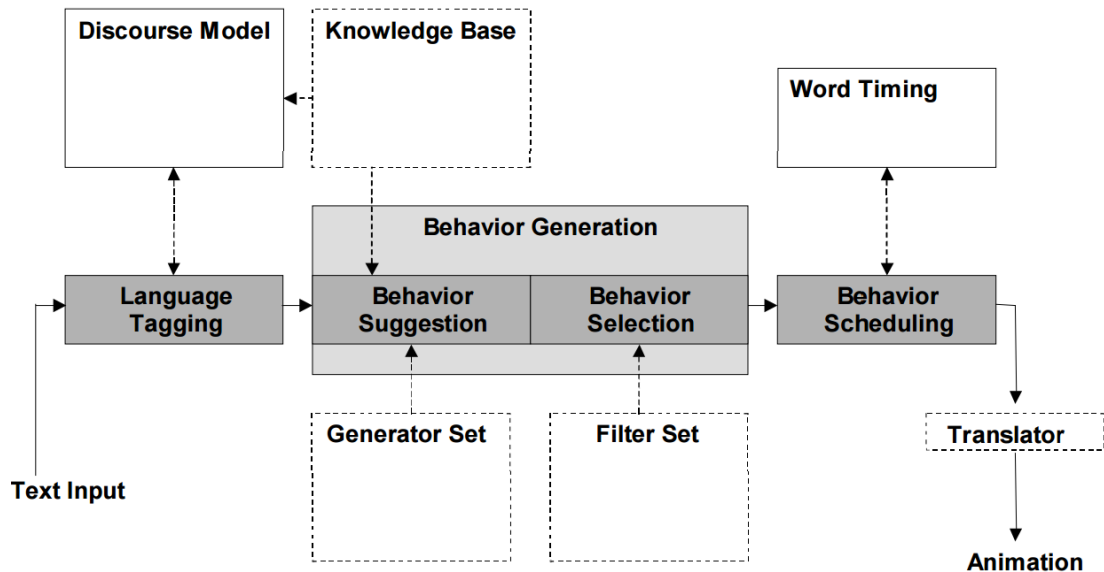 Discourse Model
Knowledge Base
Word Timing
Behavior Generation
Language
Tagging
Behavior
Suggestion
Behavior
Selection
Behavior
Scheduling
Generator Set
Filter Set
Translator
Text Input
Animation